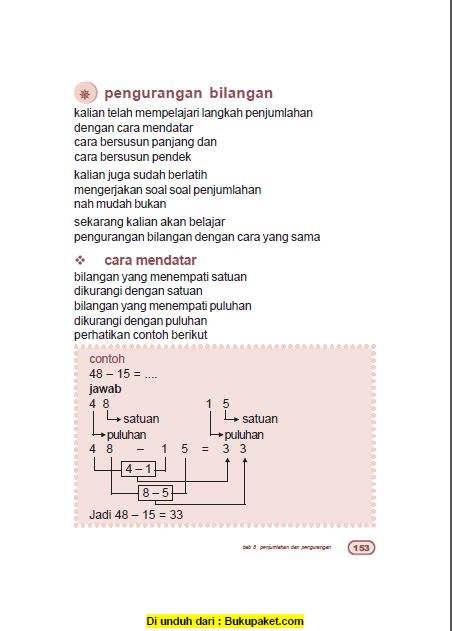 pengurangan bilangan
kalian telah mempelajari langkah penjumlahan
dengan cara mendatar
cara bersusun panjang dan
cara bersusun pendek
kalian juga sudah berlatih
mengerjakan soal soal penjumlahan
nah mudah bukan
sekarang kalian akan belajar
pengurangan bilangan dengan cara yang sama
❖ cara mendatar
bilangan yang menempati satuan
dikurangi dengan satuan
bilangan yang menempati puluhan
dikurangi dengan puluhan
perhatikan contoh berikut
contoh
48 – 15 = ....
jawab
4 8 1 5
satuan satuan
puluhan puluhan
4 8 – 1 5 = 3 3
4 – 1
8 – 5
Jadi 48 – 15 = 33
bab 6 penjumlahan dan pengurangan 153
Di unduh dari : Bukupaket.com